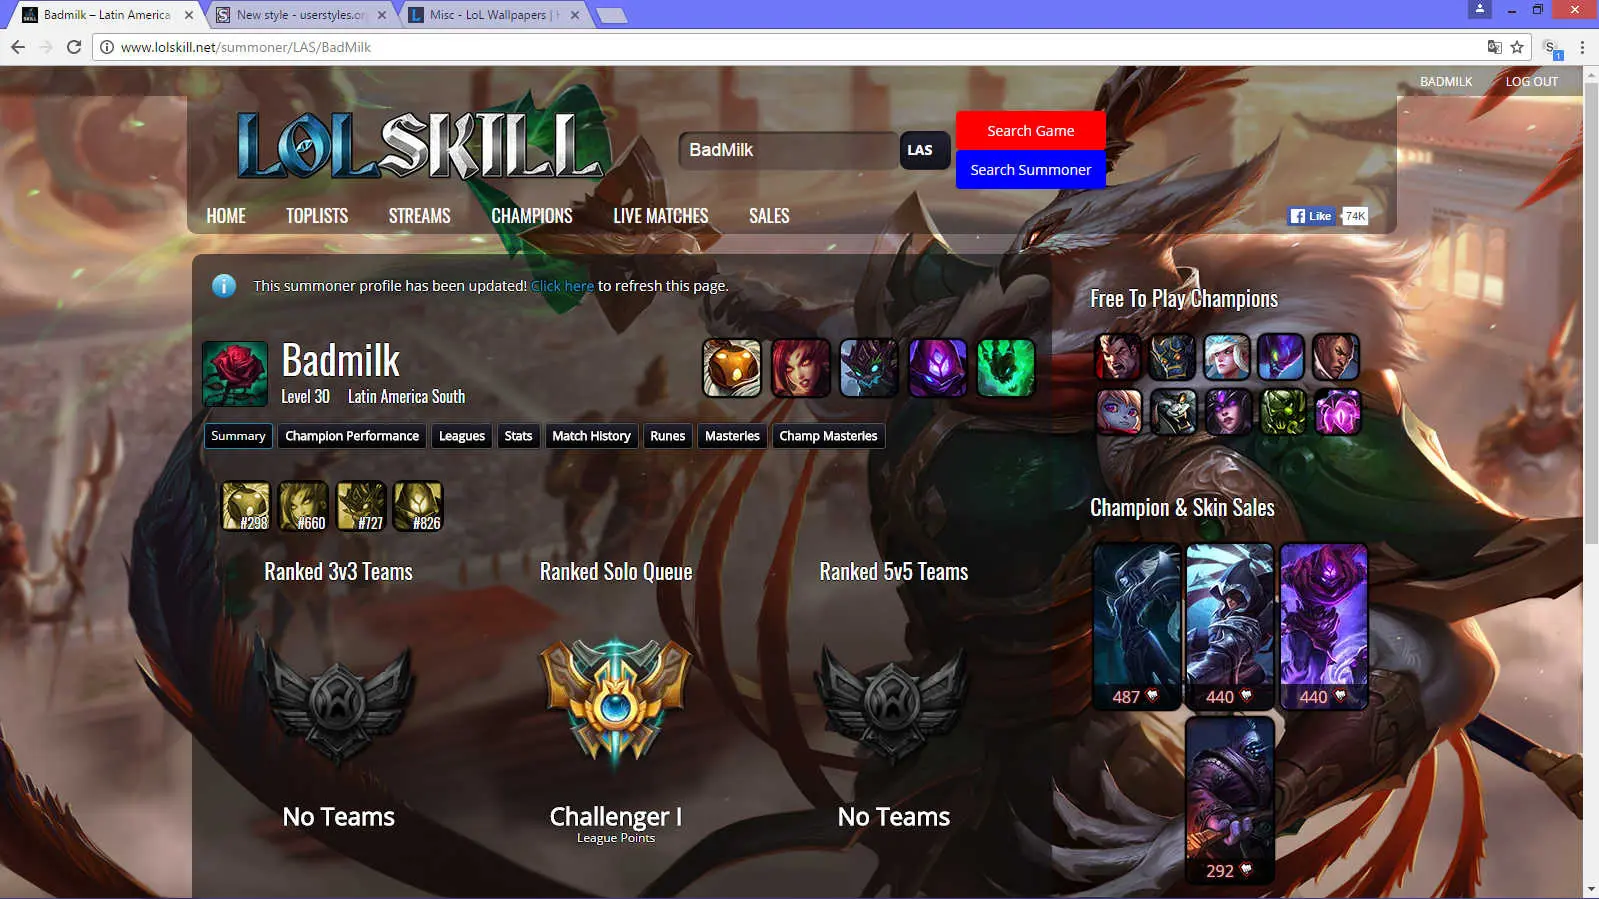 Badmilk – Latin America
New style - userstyles.or
Misc - LoL Wallpapers |
www.lolskill.net/summoner/LAS/BadMilk
S
1
BADMILK
LOG OUT
LOLSKILL
BadMilk
LAS
Search Game
Search Summoner
HOME
TOPLISTS
STREAMS
CHAMPIONS
LIVE MATCHES
SALES
Like
74K
This summoner profile has been updated! Click here to refresh this page.
Badmilk
Level 30
Latin America South
Summary
Champion Performance
Leagues
Stats
Match History
Runes
Masteries
Champ Masteries
#298
#660
#727
#826
Ranked 3v3 Teams
Ranked Solo Queue
Ranked 5v5 Teams
No Teams
Challenger I
League Points
No Teams
Free To Play Champions
Champion & Skin Sales
487
440
440
292